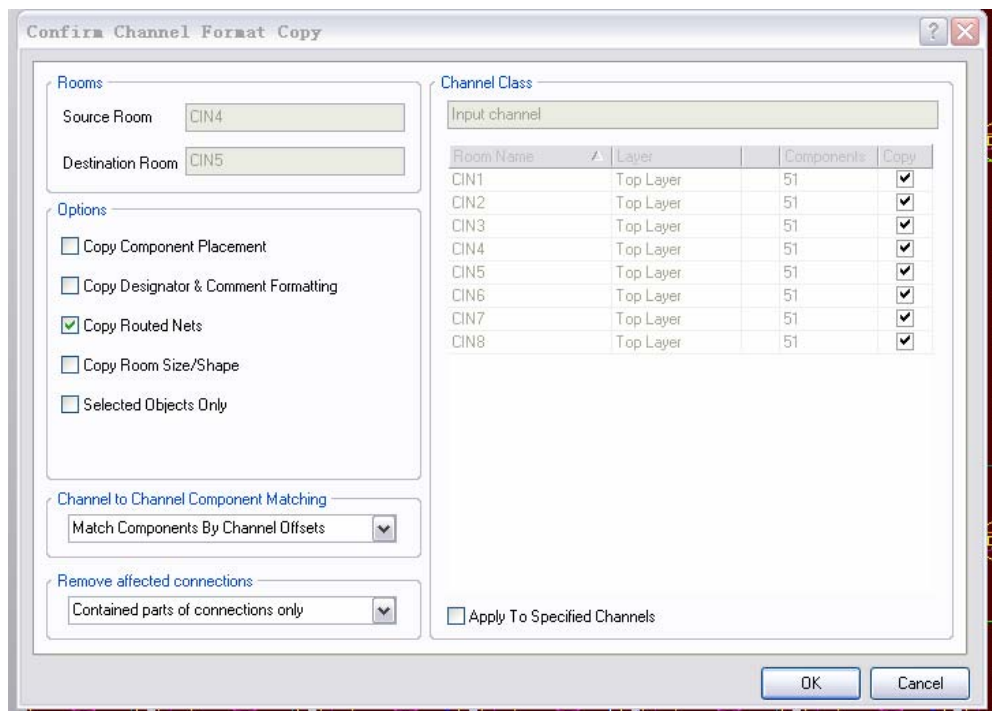 Confirm Channel Format Copy
Rooms
Source Room CIN4
Destination Room CIN5
Options
Copy Component Placement
Copy Designator & Comment Formatting
Copy Routed Nets
Copy Room Size/Shape
Selected Objects Only
Channel to Channel Component Matching
Match Components By Channel Offsets
Remove affected connections
Contained parts of connections only
Channel Class
Input channel
Room Name Layer Components Copy
CIN1 Top Layer 51
CIN2 Top Layer 51
CIN3 Top Layer 51
CIN4 Top Layer 51
CIN5 Top Layer 51
CIN6 Top Layer 51
CIN7 Top Layer 51
CIN8 Top Layer 51
Apply To Specified Channels
OK Cancel